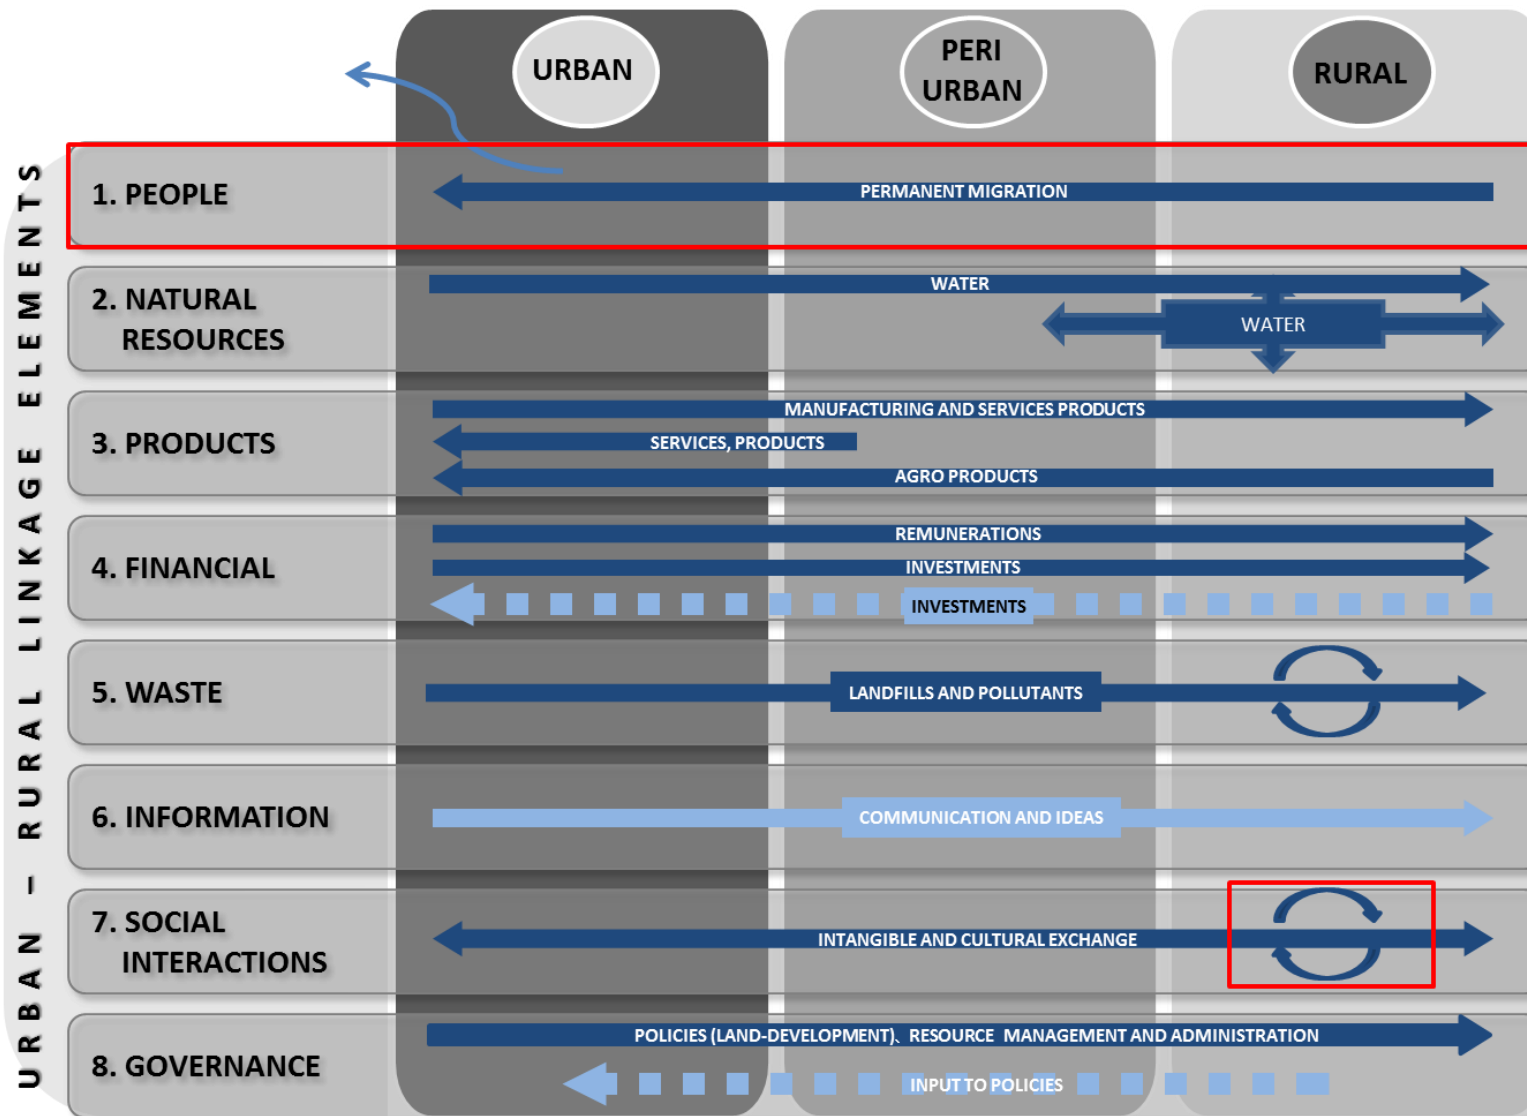 URBAN
PERI
URBAN
RURAL
URBAN – RURAL LINKAGE ELEMENTS
1. PEOPLE
PERMANENT MIGRATION
2. NATURAL
RESOURCES
WATER
WATER
3. PRODUCTS
MANUFACTURING AND SERVICES PRODUCTS
SERVICES, PRODUCTS
AGRO PRODUCTS
4. FINANCIAL
REMUNERATIONS
INVESTMENTS
INVESTMENTS
5. WASTE
LANDFILLS AND POLLUTANTS
6. INFORMATION
COMMUNICATION AND IDEAS
7. SOCIAL
INTERACTIONS
INTANGIBLE AND CULTURAL EXCHANGE
8. GOVERNANCE
POLICIES (LAND-DEVELOPMENT)、RESOURCE MANAGEMENT AND ADMINISTRATION
INPUT TO POLICIES